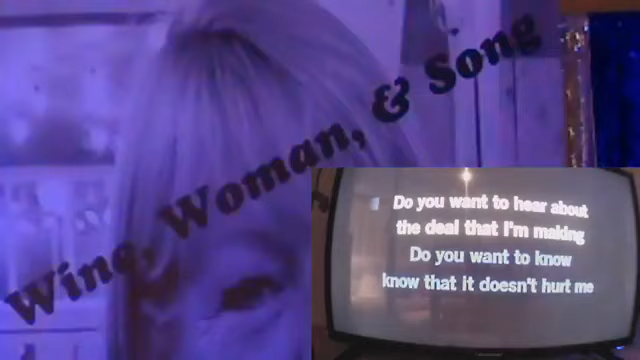 Wine, Woman, & Song
Do you want to hear about
the deal that I'm making
Do you want to know
know that it doesn't hurt me